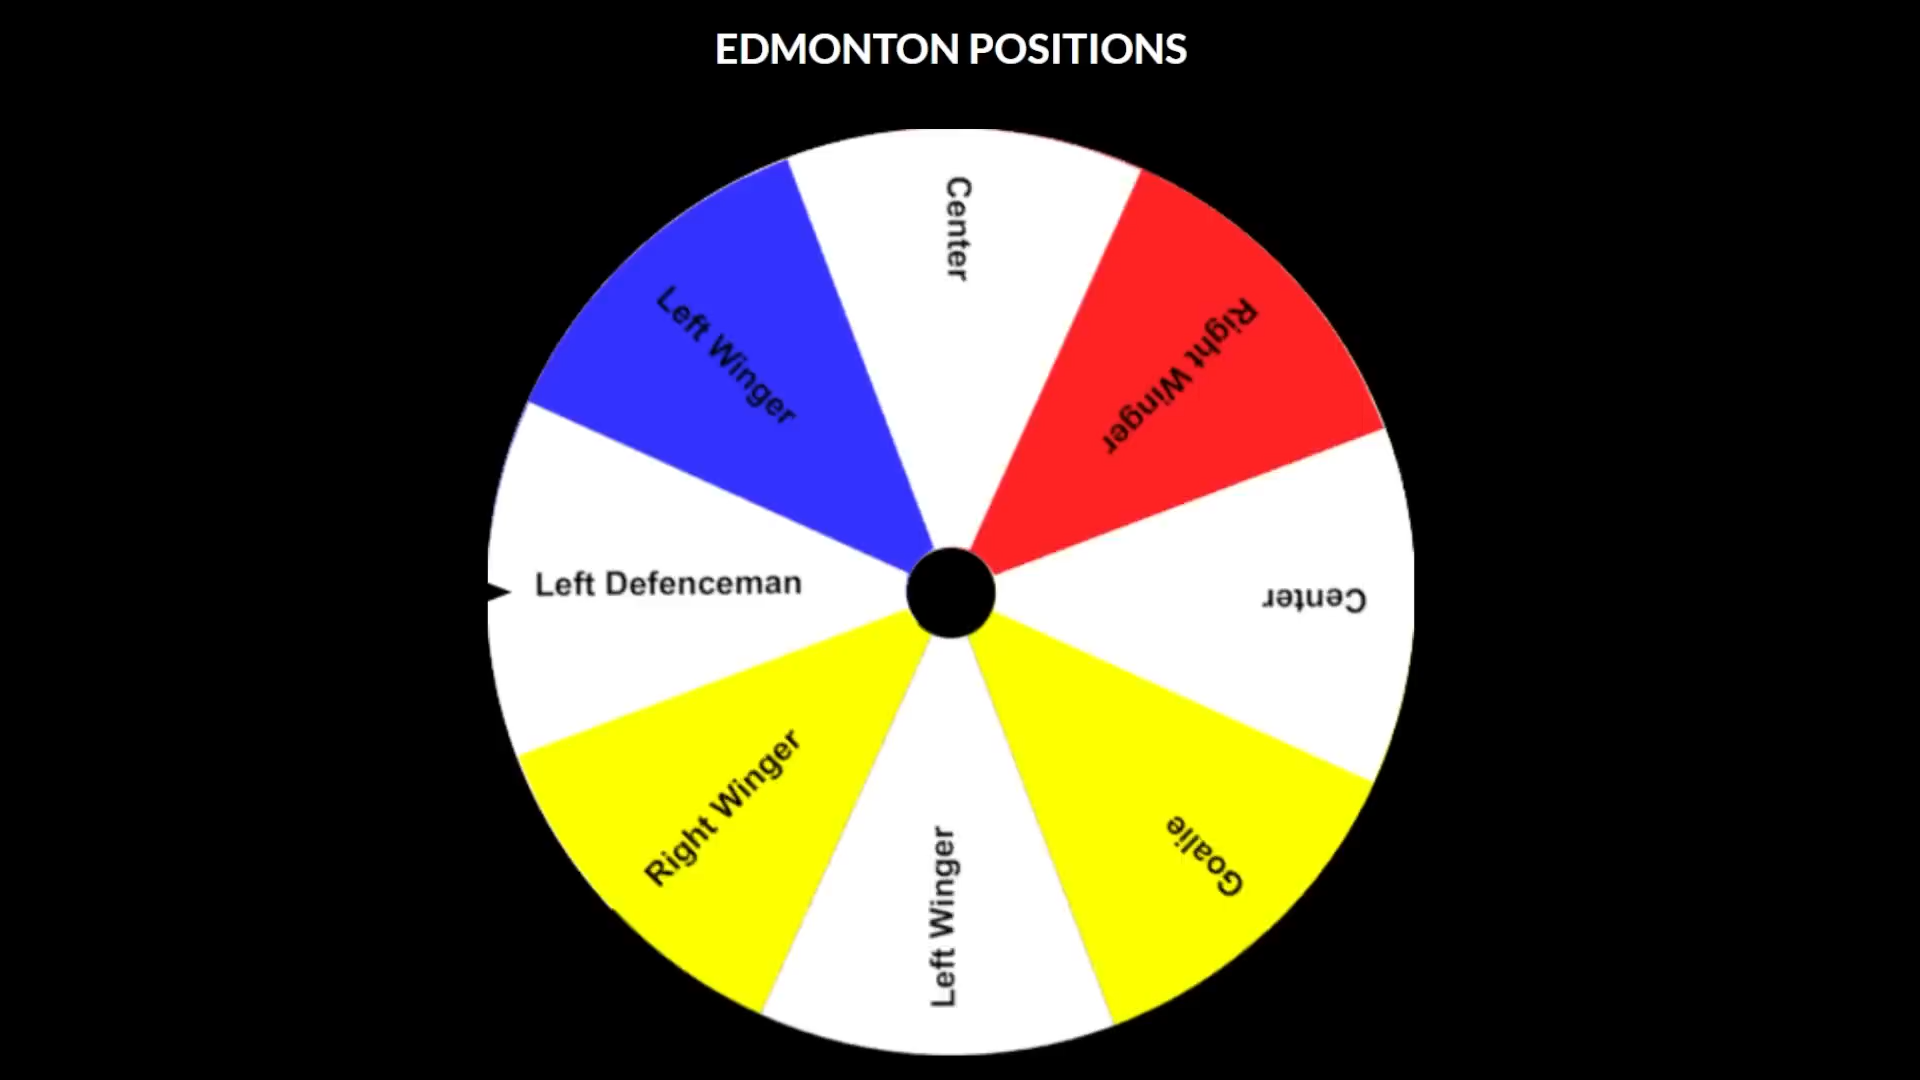 EDMONTON POSITIONS
Center
Right Winger
Left Winger
Left Defenceman
Center
Right Winger
Goalie
Left Winger